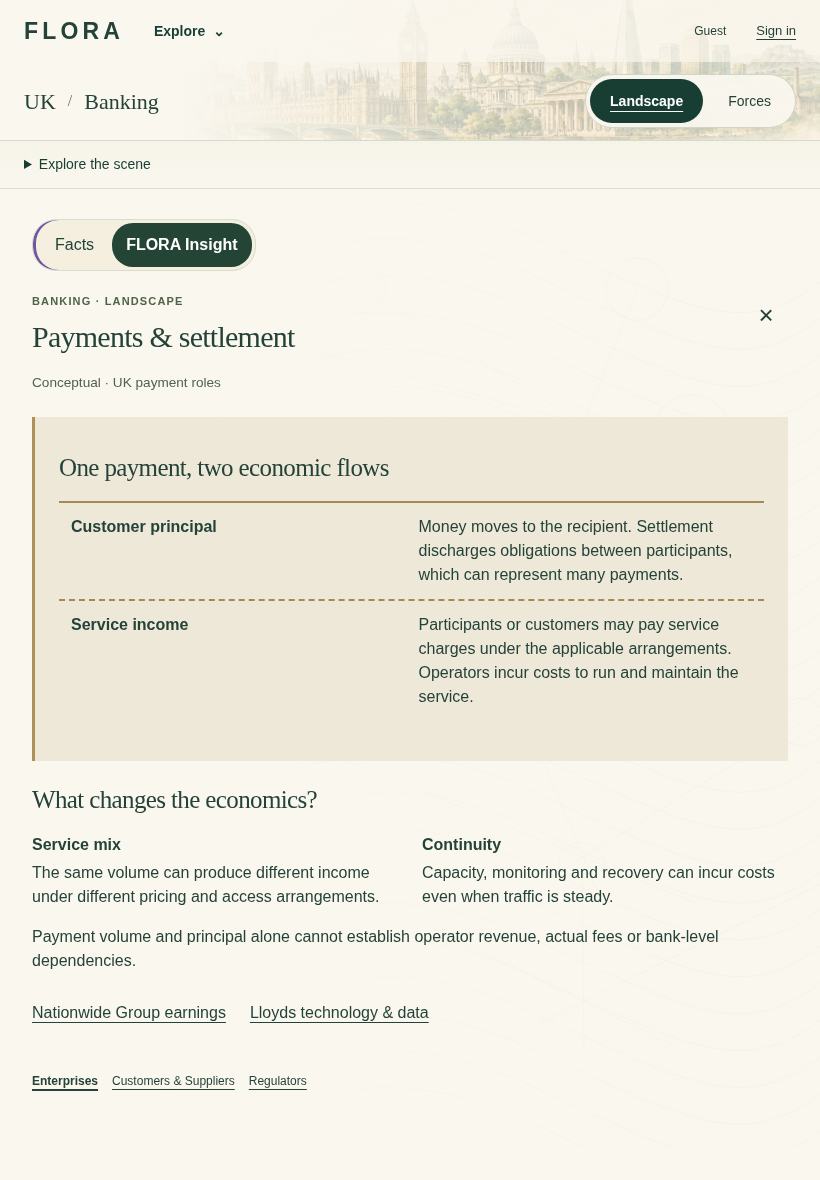 FLORA
Explore
Guest
Sign in
UK / Banking
Landscape
Forces
Explore the scene
Facts
FLORA Insight
BANKING · LANDSCAPE
Payments & settlement
Conceptual · UK payment roles
One payment, two economic flows
Customer principal
Money moves to the recipient. Settlement
discharges obligations between participants,
which can represent many payments.
Service income
Participants or customers may pay service
charges under the applicable arrangements.
Operators incur costs to run and maintain the
service.
What changes the economics?
Service mix
The same volume can produce different income
under different pricing and access arrangements.
Continuity
Capacity, monitoring and recovery can incur costs
even when traffic is steady.
Payment volume and principal alone cannot establish operator revenue, actual fees or bank-level
dependencies.
Nationwide Group earnings
Lloyds technology & data
Enterprises
Customers & Suppliers
Regulators